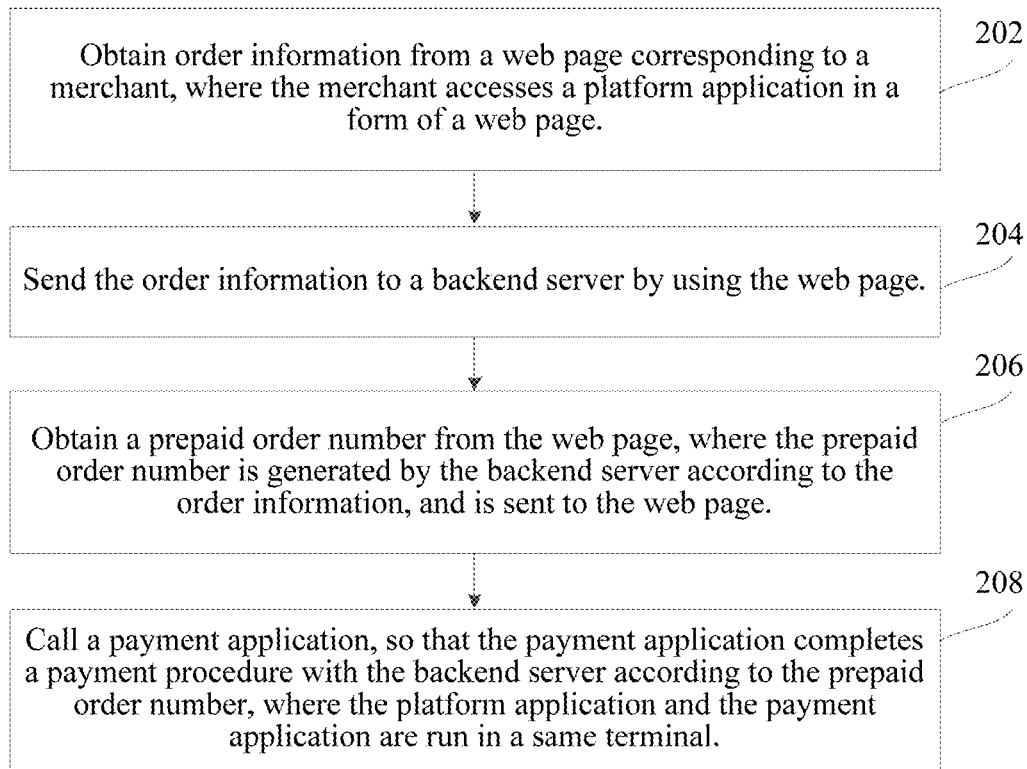 202
Obtain order information from a web page corresponding to a
merchant, where the merchant accesses a platform application in a
form of a web page.
204
Send the order information to a backend server by using the web page.
206
Obtain a prepaid order number from the web page, where the prepaid
order number is generated by the backend server according to the
order information, and is sent to the web page.
208
Call a payment application, so that the payment application completes
a payment procedure with the backend server according to the prepaid
order number, where the platform application and the payment
application are run in a same terminal.